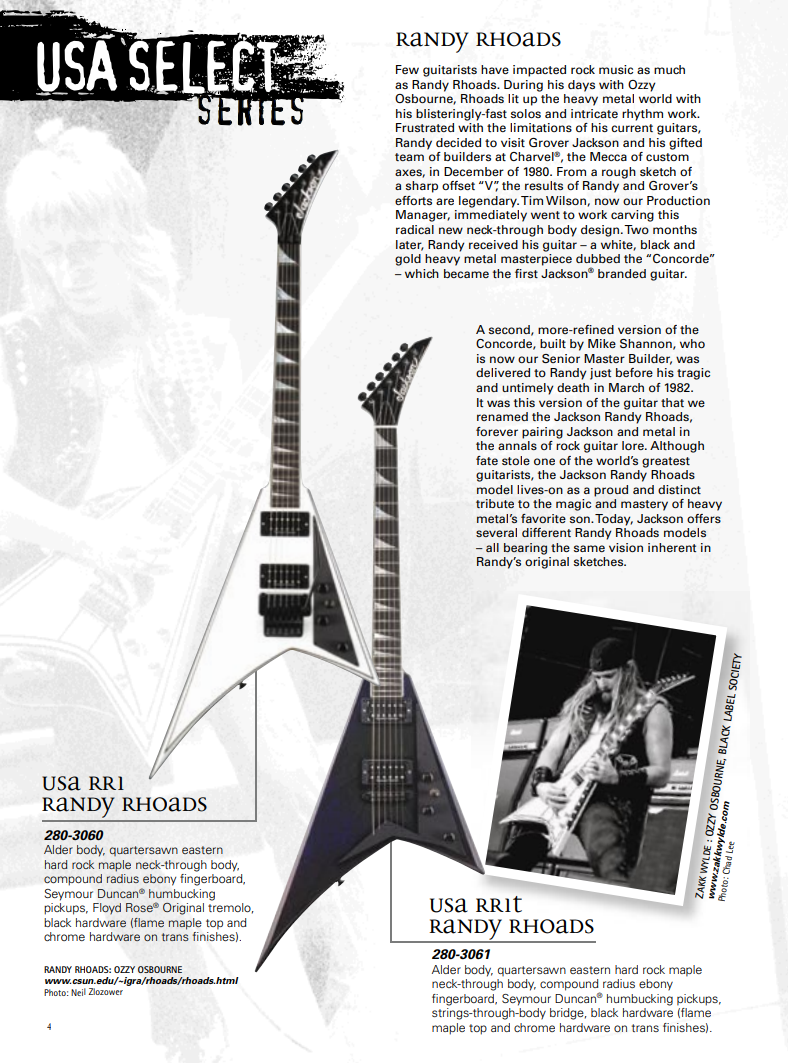 USA SELECT
SERIES
RANDY RHOADS
Few guitarists have impacted rock music as much
as Randy Rhoads. During his days with Ozzy
Osbourne, Rhoads lit up the heavy metal world with
his blisteringly-fast solos and intricate rhythm work.
Frustrated with the limitations of his current guitars,
Randy decided to visit Grover Jackson and his gifted
team of builders at Charvel®, the Mecca of custom
axes, in December of 1980. From a rough sketch of
a sharp offset “V”, the results of Randy and Grover’s
efforts are legendary. Tim Wilson, now our Production
Manager, immediately went to work carving this
radical new neck-through body design. Two months
later, Randy received his guitar – a white, black and
gold heavy metal masterpiece dubbed the “Concorde”
– which became the first Jackson® branded guitar.
A second, more-refined version of the
Concorde, built by Mike Shannon, who
is now our Senior Master Builder, was
delivered to Randy just before his tragic
and untimely death in March of 1982.
It was this version of the guitar that we
renamed the Jackson Randy Rhoads,
forever pairing Jackson and metal in
the annals of rock guitar lore. Although
fate stole one of the world’s greatest
guitarists, the Jackson Randy Rhoads
model lives-on as a proud and distinct
tribute to the magic and mastery of heavy
metal’s favorite son. Today, Jackson offers
several different Randy Rhoads models
– all bearing the same vision inherent in
Randy’s original sketches.
Jackson
Jackson
ZAKK WYLDE : OZZY OSBOURNE, BLACK LABEL SOCIETY
www.zakkwylde.com
Photo: Chad Lee
USA RR1
RANDY RHOADS
280-3060
Alder body, quartersawn eastern
hard rock maple neck-through body,
compound radius ebony fingerboard,
Seymour Duncan® humbucking
pickups, Floyd Rose® Original tremolo,
black hardware (flame maple top and
chrome hardware on trans finishes).
RANDY RHOADS: OZZY OSBOURNE
www.csun.edu/~igra/rhoads/rhoads.html
Photo: Neil Zlozower
USA RR1T
RANDY RHOADS
280-3061
Alder body, quartersawn eastern hard rock maple
neck-through body, compound radius ebony
fingerboard, Seymour Duncan® humbucking pickups,
strings-through-body bridge, black hardware (flame
maple top and chrome hardware on trans finishes).
4